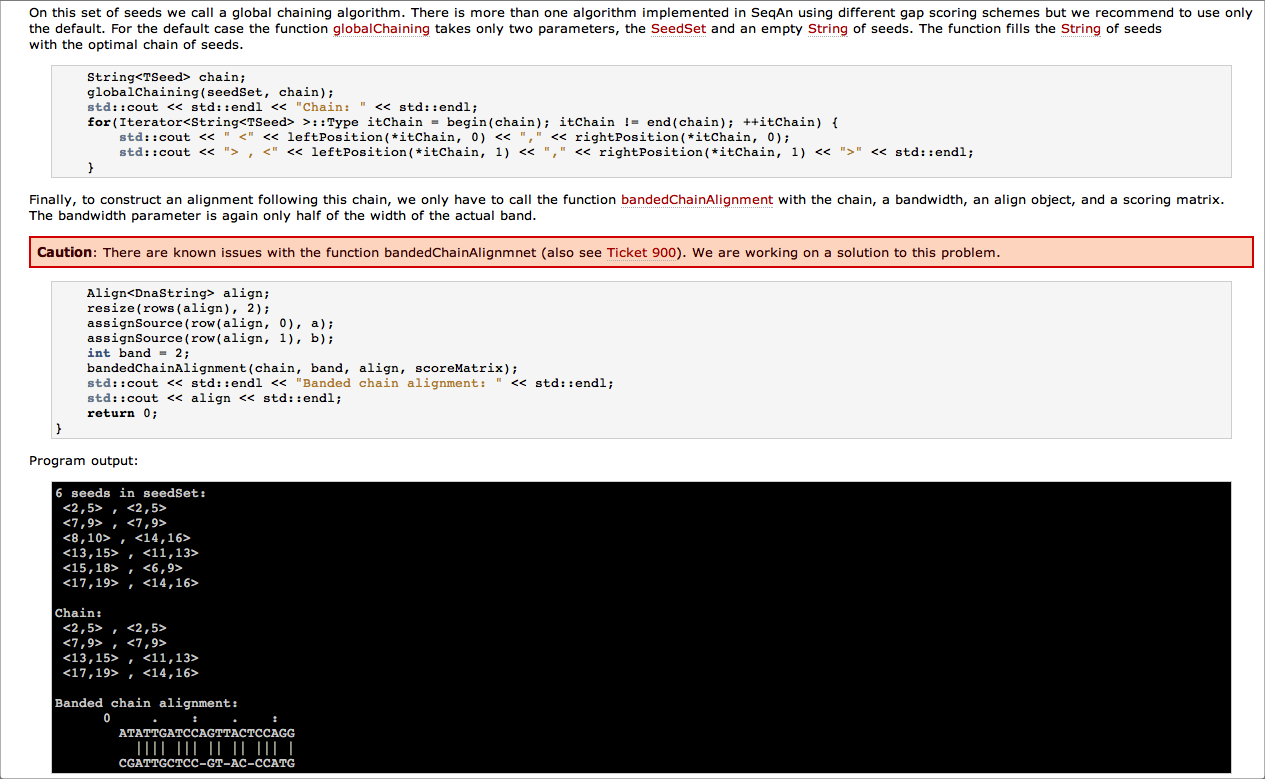 On this set of seeds we call a global chaining algorithm. There is more than one algorithm implemented in SeqAn using different gap scoring schemes but we recommend to use only
the default. For the default case the function globalChaining takes only two parameters, the SeedSet and an empty String of seeds. The function fills the String of seeds
with the optimal chain of seeds.
    String<TSeed> chain;
    globalChaining(seedSet, chain);
    std::cout << std::endl << "Chain: " << std::endl;
    for(Iterator<String<TSeed> >::Type itChain = begin(chain); itChain != end(chain); ++itChain) {
        std::cout << " <" << leftPosition(*itChain, 0) << "," << rightPosition(*itChain, 0);
        std::cout << "> , <" << leftPosition(*itChain, 1) << "," << rightPosition(*itChain, 1) << ">" << std::endl;
    }
Finally, to construct an alignment following this chain, we only have to call the function bandedChainAlignment with the chain, a bandwidth, an align object, and a scoring matrix.
The bandwidth parameter is again only half of the width of the actual band.
Caution: There are known issues with the function bandedChainAlignmnet (also see Ticket 900). We are working on a solution to this problem.
    Align<DnaString> align;
    resize(rows(align), 2);
    assignSource(row(align, 0), a);
    assignSource(row(align, 1), b);
    int band = 2;
    bandedChainAlignment(chain, band, align, scoreMatrix);
    std::cout << std::endl << "Banded chain alignment: " << std::endl;
    std::cout << align << std::endl;
    return 0;
}
Program output:
6 seeds in seedSet:
 <2,5> , <2,5>
 <7,9> , <7,9>
 <8,10> , <14,16>
 <13,15> , <11,13>
 <15,18> , <6,9>
 <17,19> , <14,16>
Chain:
 <2,5> , <2,5>
 <7,9> , <7,9>
 <13,15> , <11,13>
 <17,19> , <14,16>
Banded chain alignment:
      0     .    :    .    :
        ATATTGATCCAGTTACTCCAGG
          |||| ||| || || ||| |
        CGATTGCTCC-GT-AC-CCATG